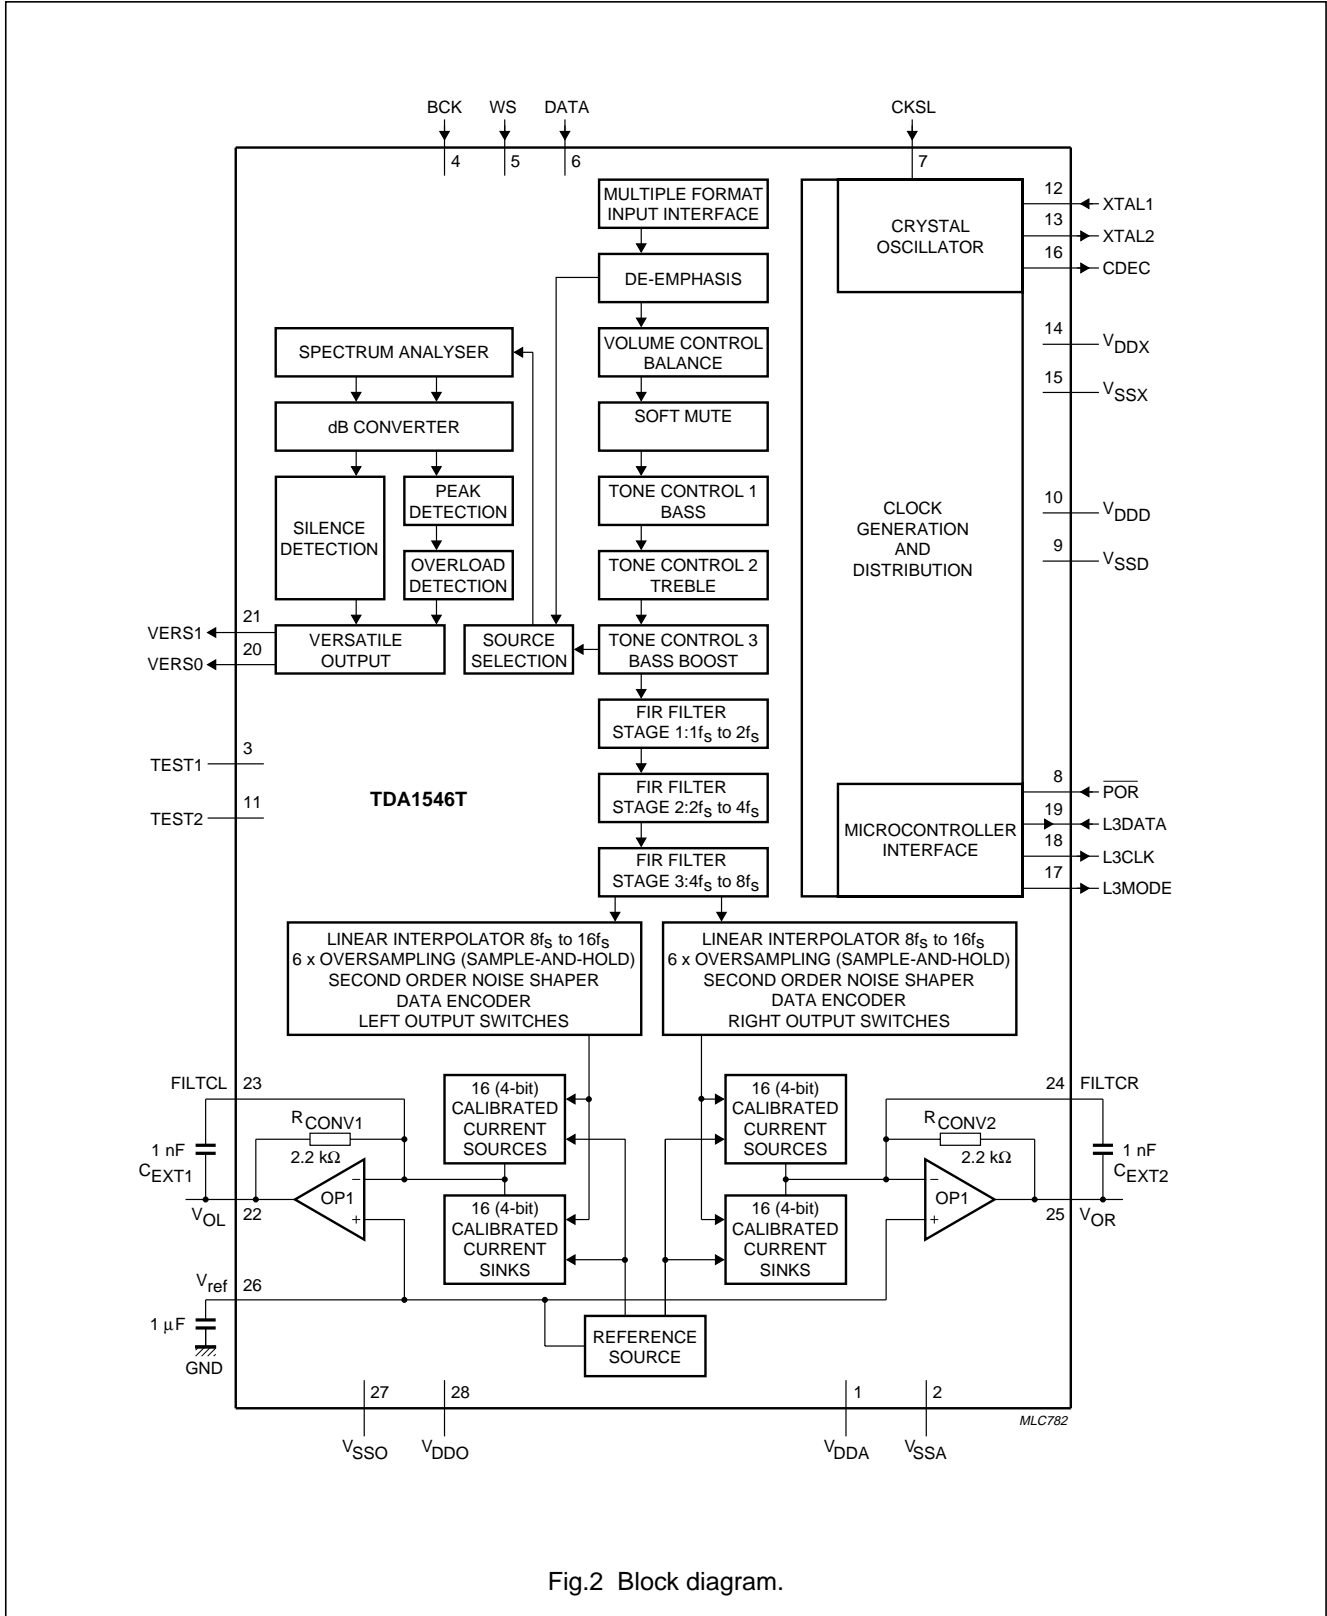 BCK WS DATA CKSL
4 5 6 7
MULTIPLE FORMAT
INPUT INTERFACE
DE-EMPHASIS
VOLUME CONTROL
BALANCE
SOFT MUTE
TONE CONTROL 1
BASS
TONE CONTROL 2
TREBLE
TONE CONTROL 3
BASS BOOST
FIR FILTER
STAGE 1:1fS to 2fS
FIR FILTER
STAGE 2:2fS to 4fS
FIR FILTER
STAGE 3:4fS to 8fS
SPECTRUM ANALYSER
dB CONVERTER
SILENCE
DETECTION
PEAK
DETECTION
OVERLOAD
DETECTION
VERSATILE
OUTPUT
SOURCE
SELECTION
21
VERS1
20
VERS0
3
TEST1
11
TEST2
TDA1546T
CRYSTAL
OSCILLATOR
CLOCK
GENERATION
AND
DISTRIBUTION
MICROCONTROLLER
INTERFACE
12
XTAL1
13
XTAL2
16
CDEC
14
VDDX
15
VSSX
10
VDDD
9
VSSD
8
POR
19
L3DATA
18
L3CLK
17
L3MODE
LINEAR INTERPOLATOR 8fS to 16fS
6 x OVERSAMPLING (SAMPLE-AND-HOLD)
SECOND ORDER NOISE SHAPER
DATA ENCODER
LEFT OUTPUT SWITCHES
LINEAR INTERPOLATOR 8fS to 16fS
6 x OVERSAMPLING (SAMPLE-AND-HOLD)
SECOND ORDER NOISE SHAPER
DATA ENCODER
RIGHT OUTPUT SWITCHES
FILTCL 23
RCONV1
2.2 kΩ
1 nF
CEXT1
OP1
− 
+
VOL 22
16 (4-bit)
CALIBRATED
CURRENT
SOURCES
16 (4-bit)
CALIBRATED
CURRENT
SINKS
16 (4-bit)
CALIBRATED
CURRENT
SOURCES
16 (4-bit)
CALIBRATED
CURRENT
SINKS
24 FILTCR
RCONV2
2.2 kΩ
1 nF
CEXT2
−
+
OP1
25 VOR
Vref 26
1 µF
GND
REFERENCE
SOURCE
27 28 1 2
VSSO VDDO VDDA VSSA
MLC782
Fig.2 Block diagram.